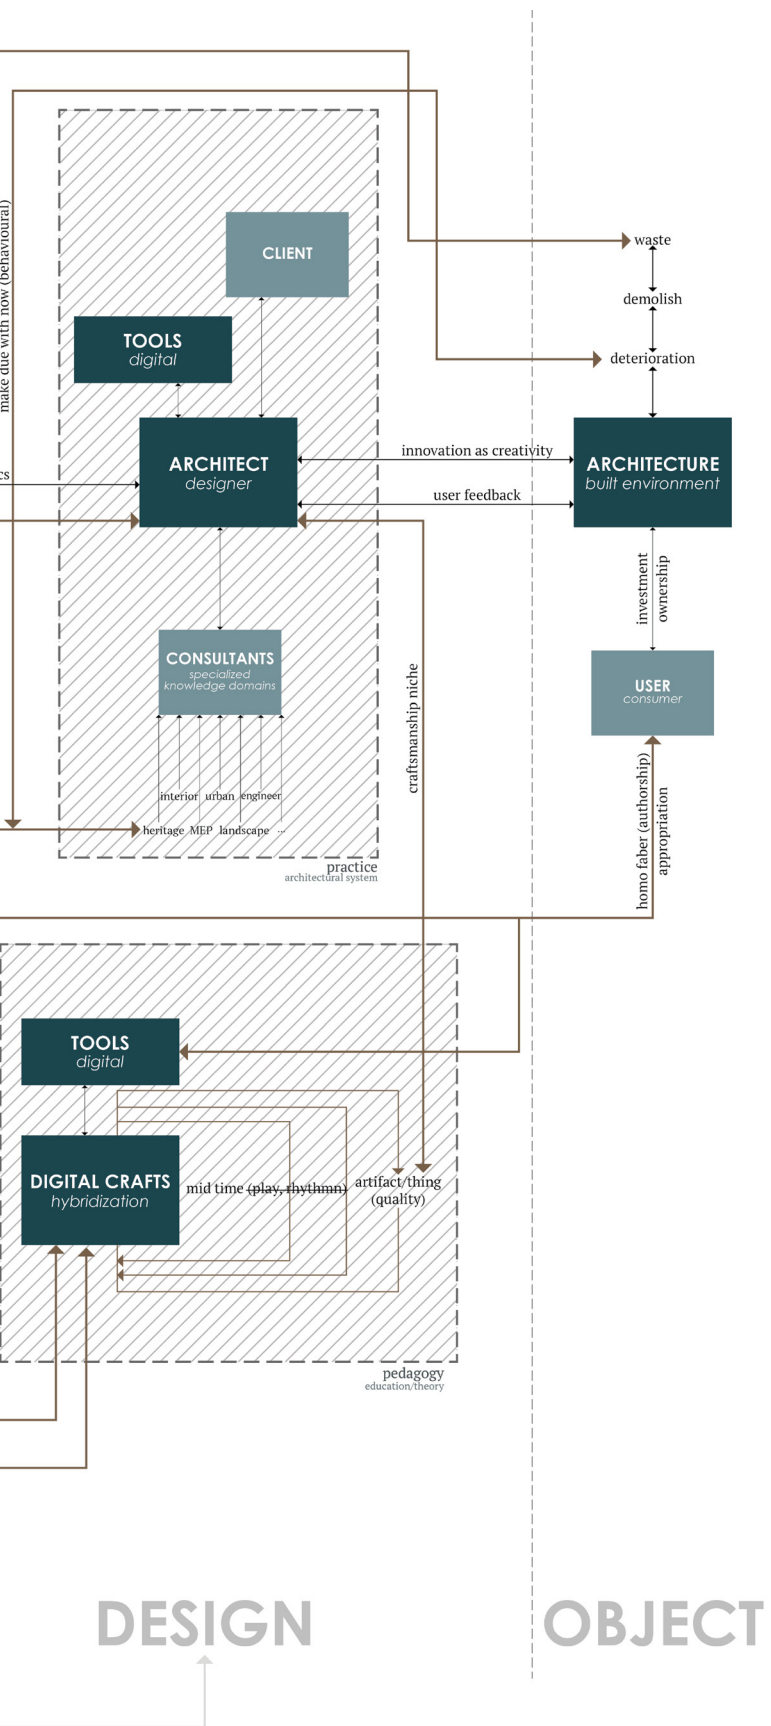 waste
demolish
deterioration
make due with now (behavioural)
CLIENT
TOOLS
digital
ARCHITECT
designer
innovation as creativity
user feedback
ARCHITECTURE
built environment
cs
investment
ownership
CONSULTANTS
specialized
knowledge domains
USER
consumer
craftsmanship niche
interior urban engineer
heritage MEP landscape ...
homo faber (authorship)
appropriation
practice
architectural system
TOOLS
digital
DIGITAL CRAFTS
hybridization
mid time (play, rhythmn)
artifact/thing
(quality)
pedagogy
education/theory
DESIGN
OBJECT